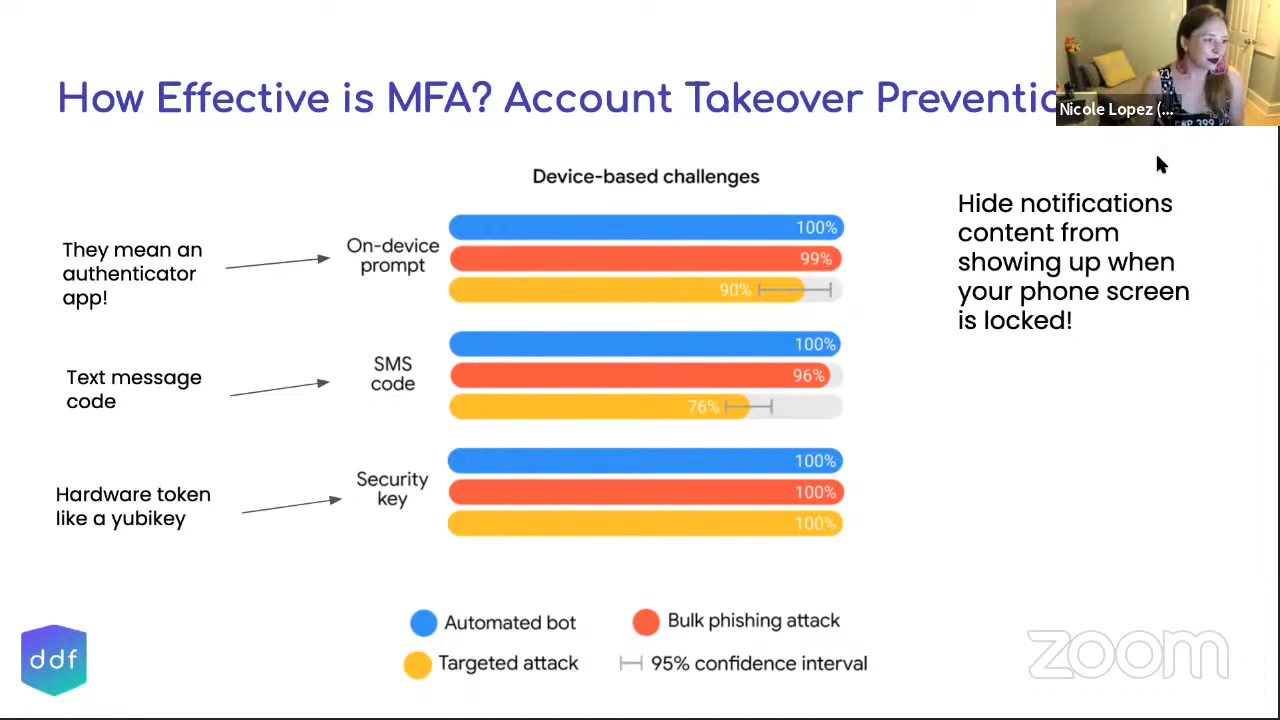 How Effective is MFA? Account Takeover Preventio
Nicole Lopez (...
Device-based challenges
They mean an
authenticator
app!
On-device
prompt
100%
99%
90%
Hide notifications
content from
showing up when
your phone screen
is locked!
Text message
code
SMS
code
100%
96%
76%
Hardware token
like a yubikey
Security
key
100%
100%
100%
Automated bot
Bulk phishing attack
Targeted attack
95% confidence interval
ddf
zoom